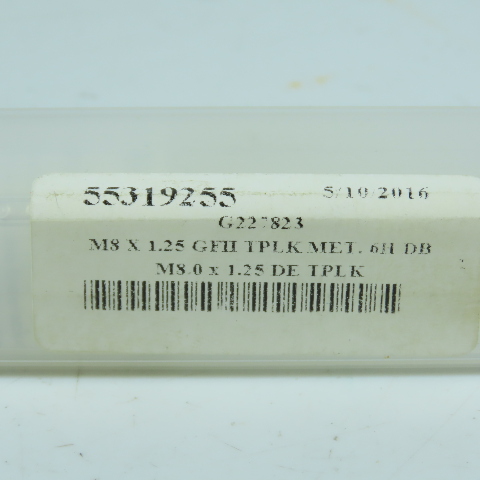 55319255 5/10/2016
G227823
M8 X 1.25 GFH TPLK MET. 6H DB
M8.0 x 1.25 DE TPLK